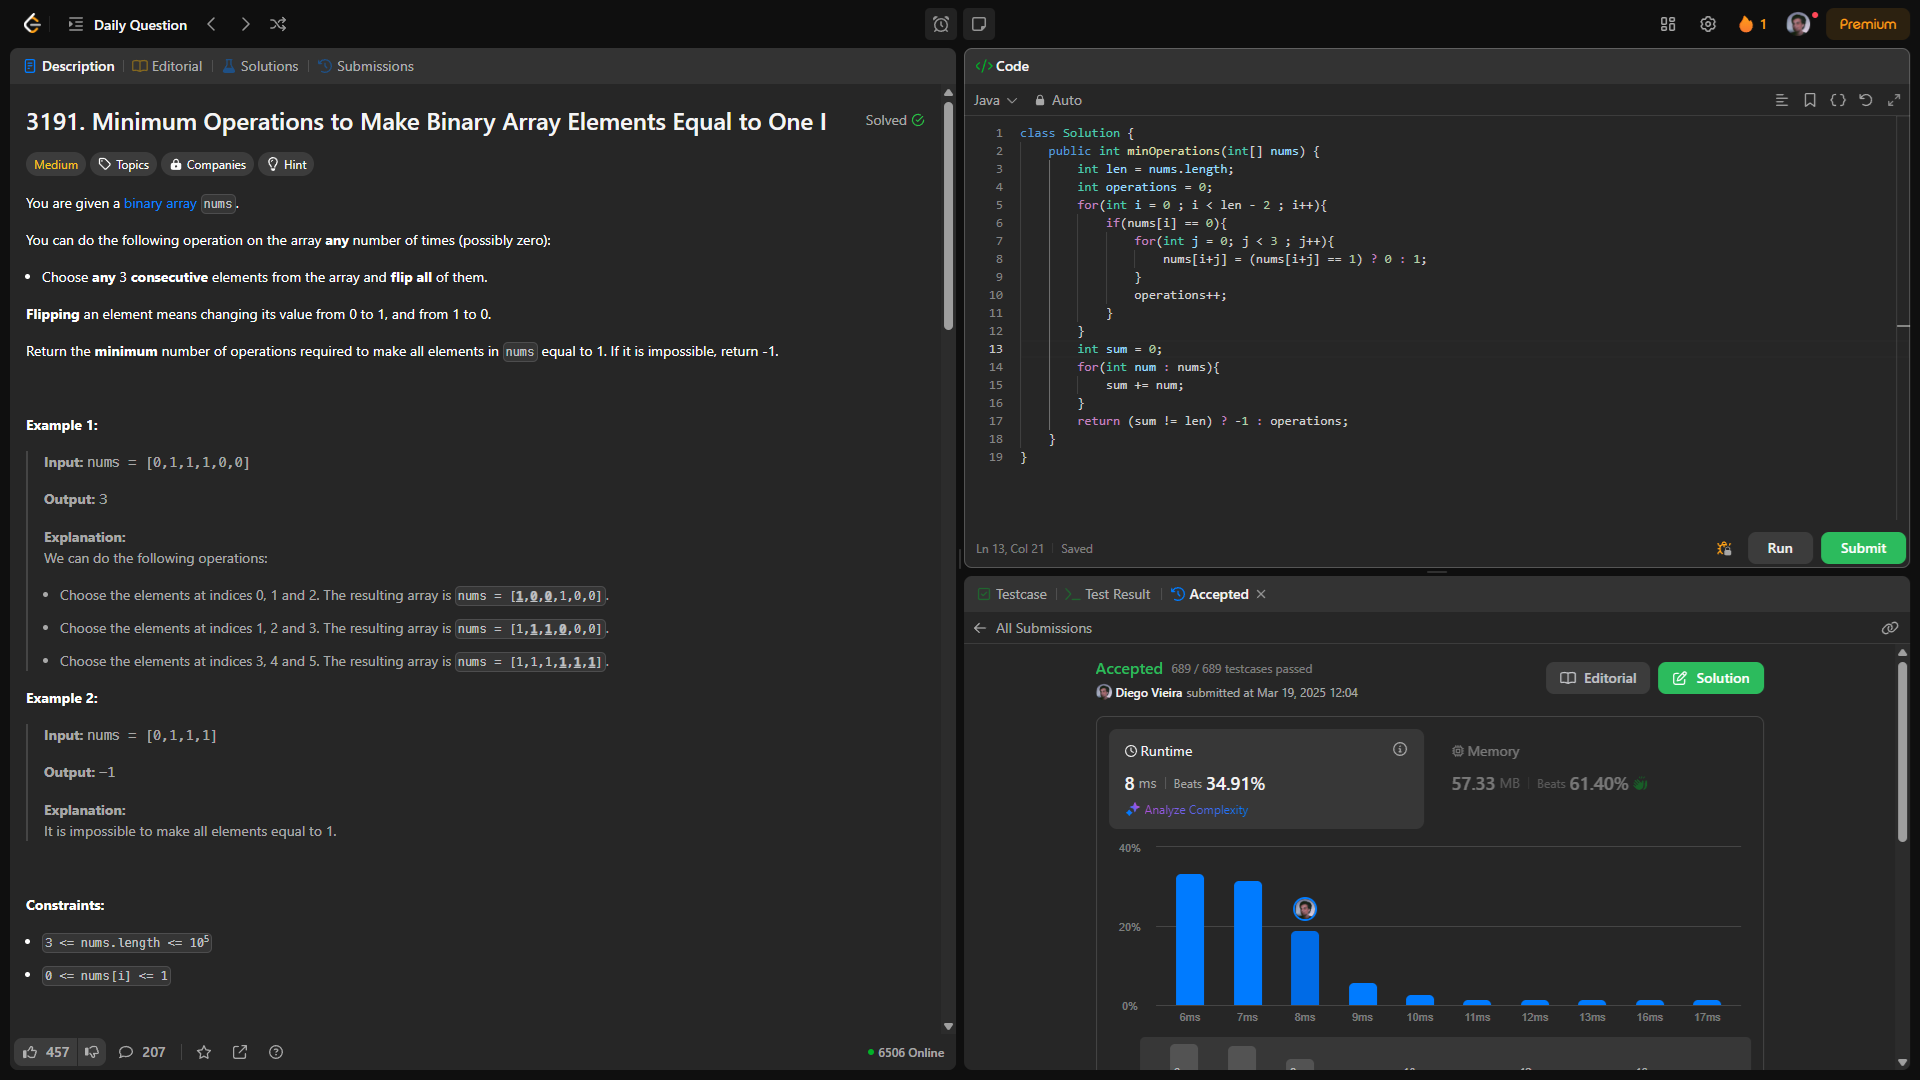 Daily Question
1
Premium
Description
Editorial
Solutions
Submissions
3191. Minimum Operations to Make Binary Array Elements Equal to One I
Solved
Medium
Topics
Companies
Hint
You are given a binary array nums.
You can do the following operation on the array any number of times (possibly zero):
Choose any 3 consecutive elements from the array and flip all of them.
Flipping an element means changing its value from 0 to 1, and from 1 to 0.
Return the minimum number of operations required to make all elements in nums equal to 1. If it is impossible, return -1.
Example 1:
Input: nums = [0,1,1,1,0,0]
Output: 3
Explanation:
We can do the following operations:
Choose the elements at indices 0, 1 and 2. The resulting array is nums = [1,0,0,1,0,0].
Choose the elements at indices 1, 2 and 3. The resulting array is nums = [1,1,1,0,0,0].
Choose the elements at indices 3, 4 and 5. The resulting array is nums = [1,1,1,1,1,1].
Example 2:
Input: nums = [0,1,1,1]
Output: −1
Explanation:
It is impossible to make all elements equal to 1.
Constraints:
3 <= nums.length <= 10⁵
0 <= nums[i] <= 1
457
207
6506 Online
</> Code
Java
Auto
1 class Solution {
2 public int minOperations(int[] nums) {
3 int len = nums.length;
4 int operations = 0;
5 for(int i = 0 ; i < len - 2 ; i++){
6 if(nums[i] == 0){
7 for(int j = 0; j < 3 ; j++){
8 nums[i+j] = (nums[i+j] == 1) ? 0 : 1;
9 }
10 operations++;
11 }
12 }
13 int sum = 0;
14 for(int num : nums){
15 sum += num;
16 }
17 return (sum != len) ? -1 : operations;
18 }
19 }
Ln 13, Col 21
Saved
Run
Submit
Testcase
Test Result
Accepted
All Submissions
Accepted 689 / 689 testcases passed
Diego Vieira submitted at Mar 19, 2025 12:04
Editorial
Solution
Runtime
8 ms
Beats 34.91%
Analyze Complexity
Memory
57.33 MB
Beats 61.40%
40%
20%
0%
6ms 7ms 8ms 9ms 10ms 11ms 12ms 13ms 16ms 17ms